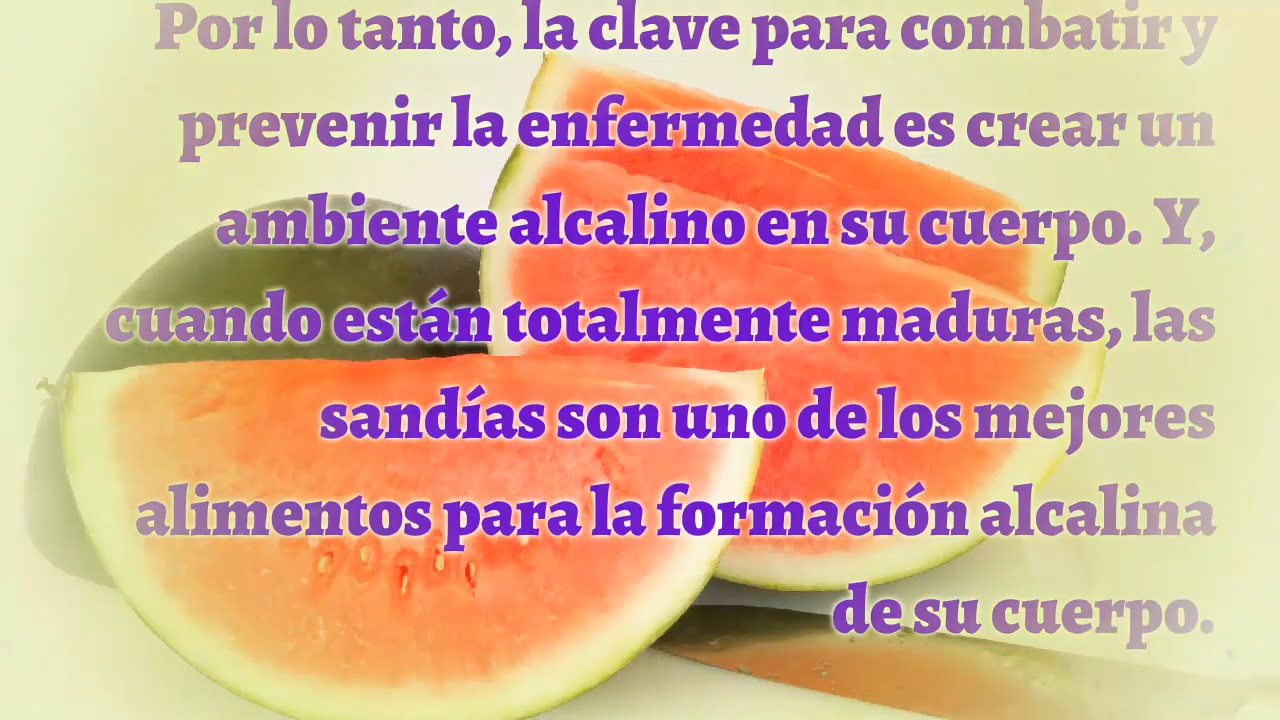 Por lo tanto, la clave para combatir y
prevenir la enfermedad es crear un
ambiente alcalino en su cuerpo. Y,
cuando están totalmente maduras, las
sandías son uno de los mejores
alimentos para la formación alcalina
de su cuerpo.